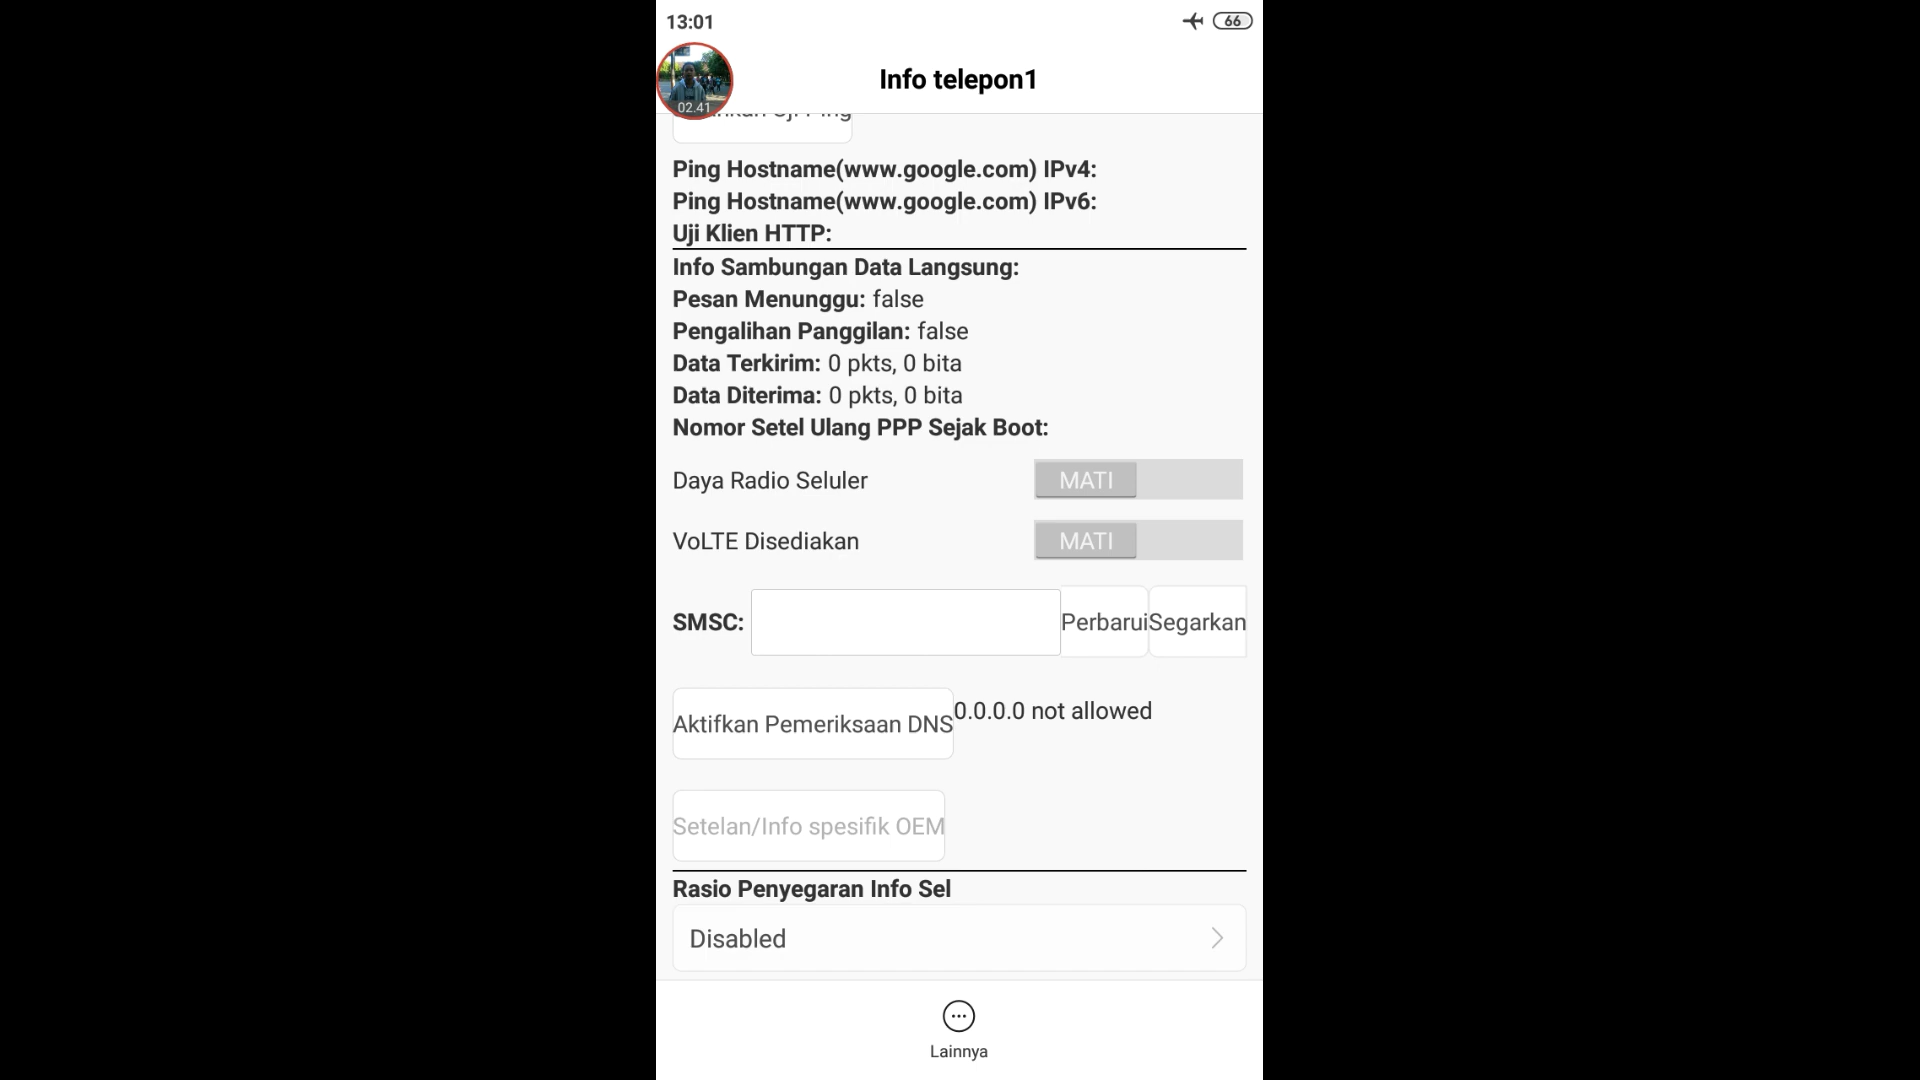 13:01
66
02.41
Info telepon1
Uji Ping
Ping Hostname(www.google.com) IPv4:
Ping Hostname(www.google.com) IPv6:
Uji Klien HTTP:
Info Sambungan Data Langsung:
Pesan Menunggu: false
Pengalihan Panggilan: false
Data Terkirim: 0 pkts, 0 bita
Data Diterima: 0 pkts, 0 bita
Nomor Setel Ulang PPP Sejak Boot:
Daya Radio Seluler MATI
VoLTE Disediakan MATI
SMSC: Perbarui Segarkan
Aktifkan Pemeriksaan DNS 0.0.0.0 not allowed
Setelan/Info spesifik OEM
Rasio Penyegaran Info Sel
Disabled
Lainnya